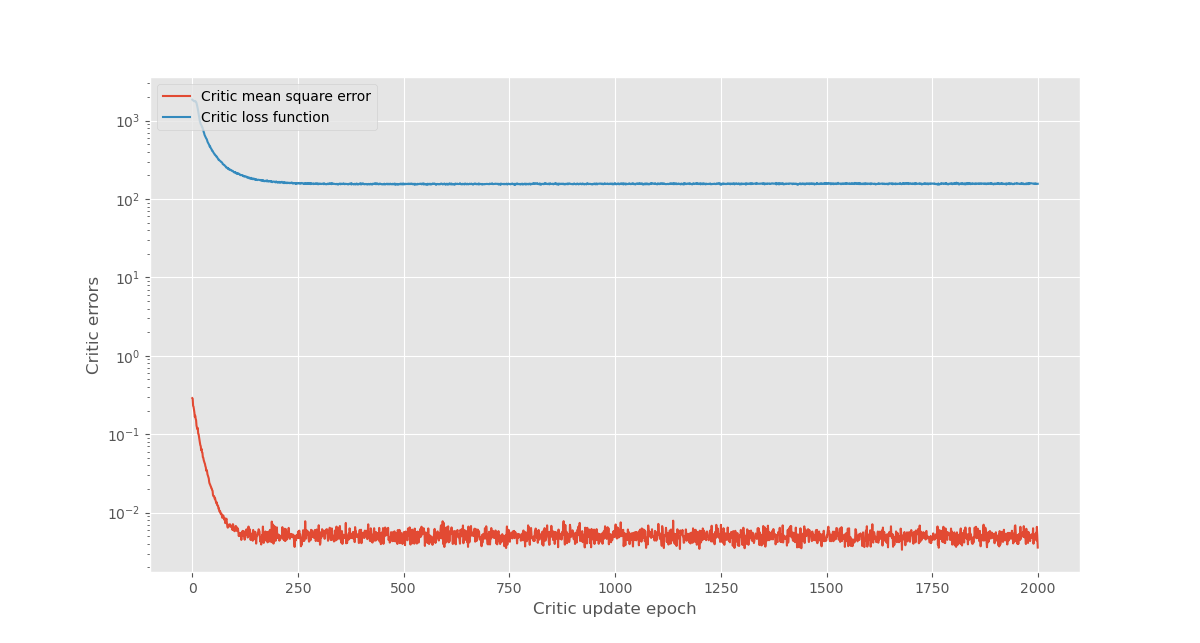 Critic mean square error
Critic loss function
10³
10²
10¹
10⁰
10⁻¹
10⁻²
Critic errors
0 250 500 750 1000 1250 1500 1750 2000
Critic update epoch